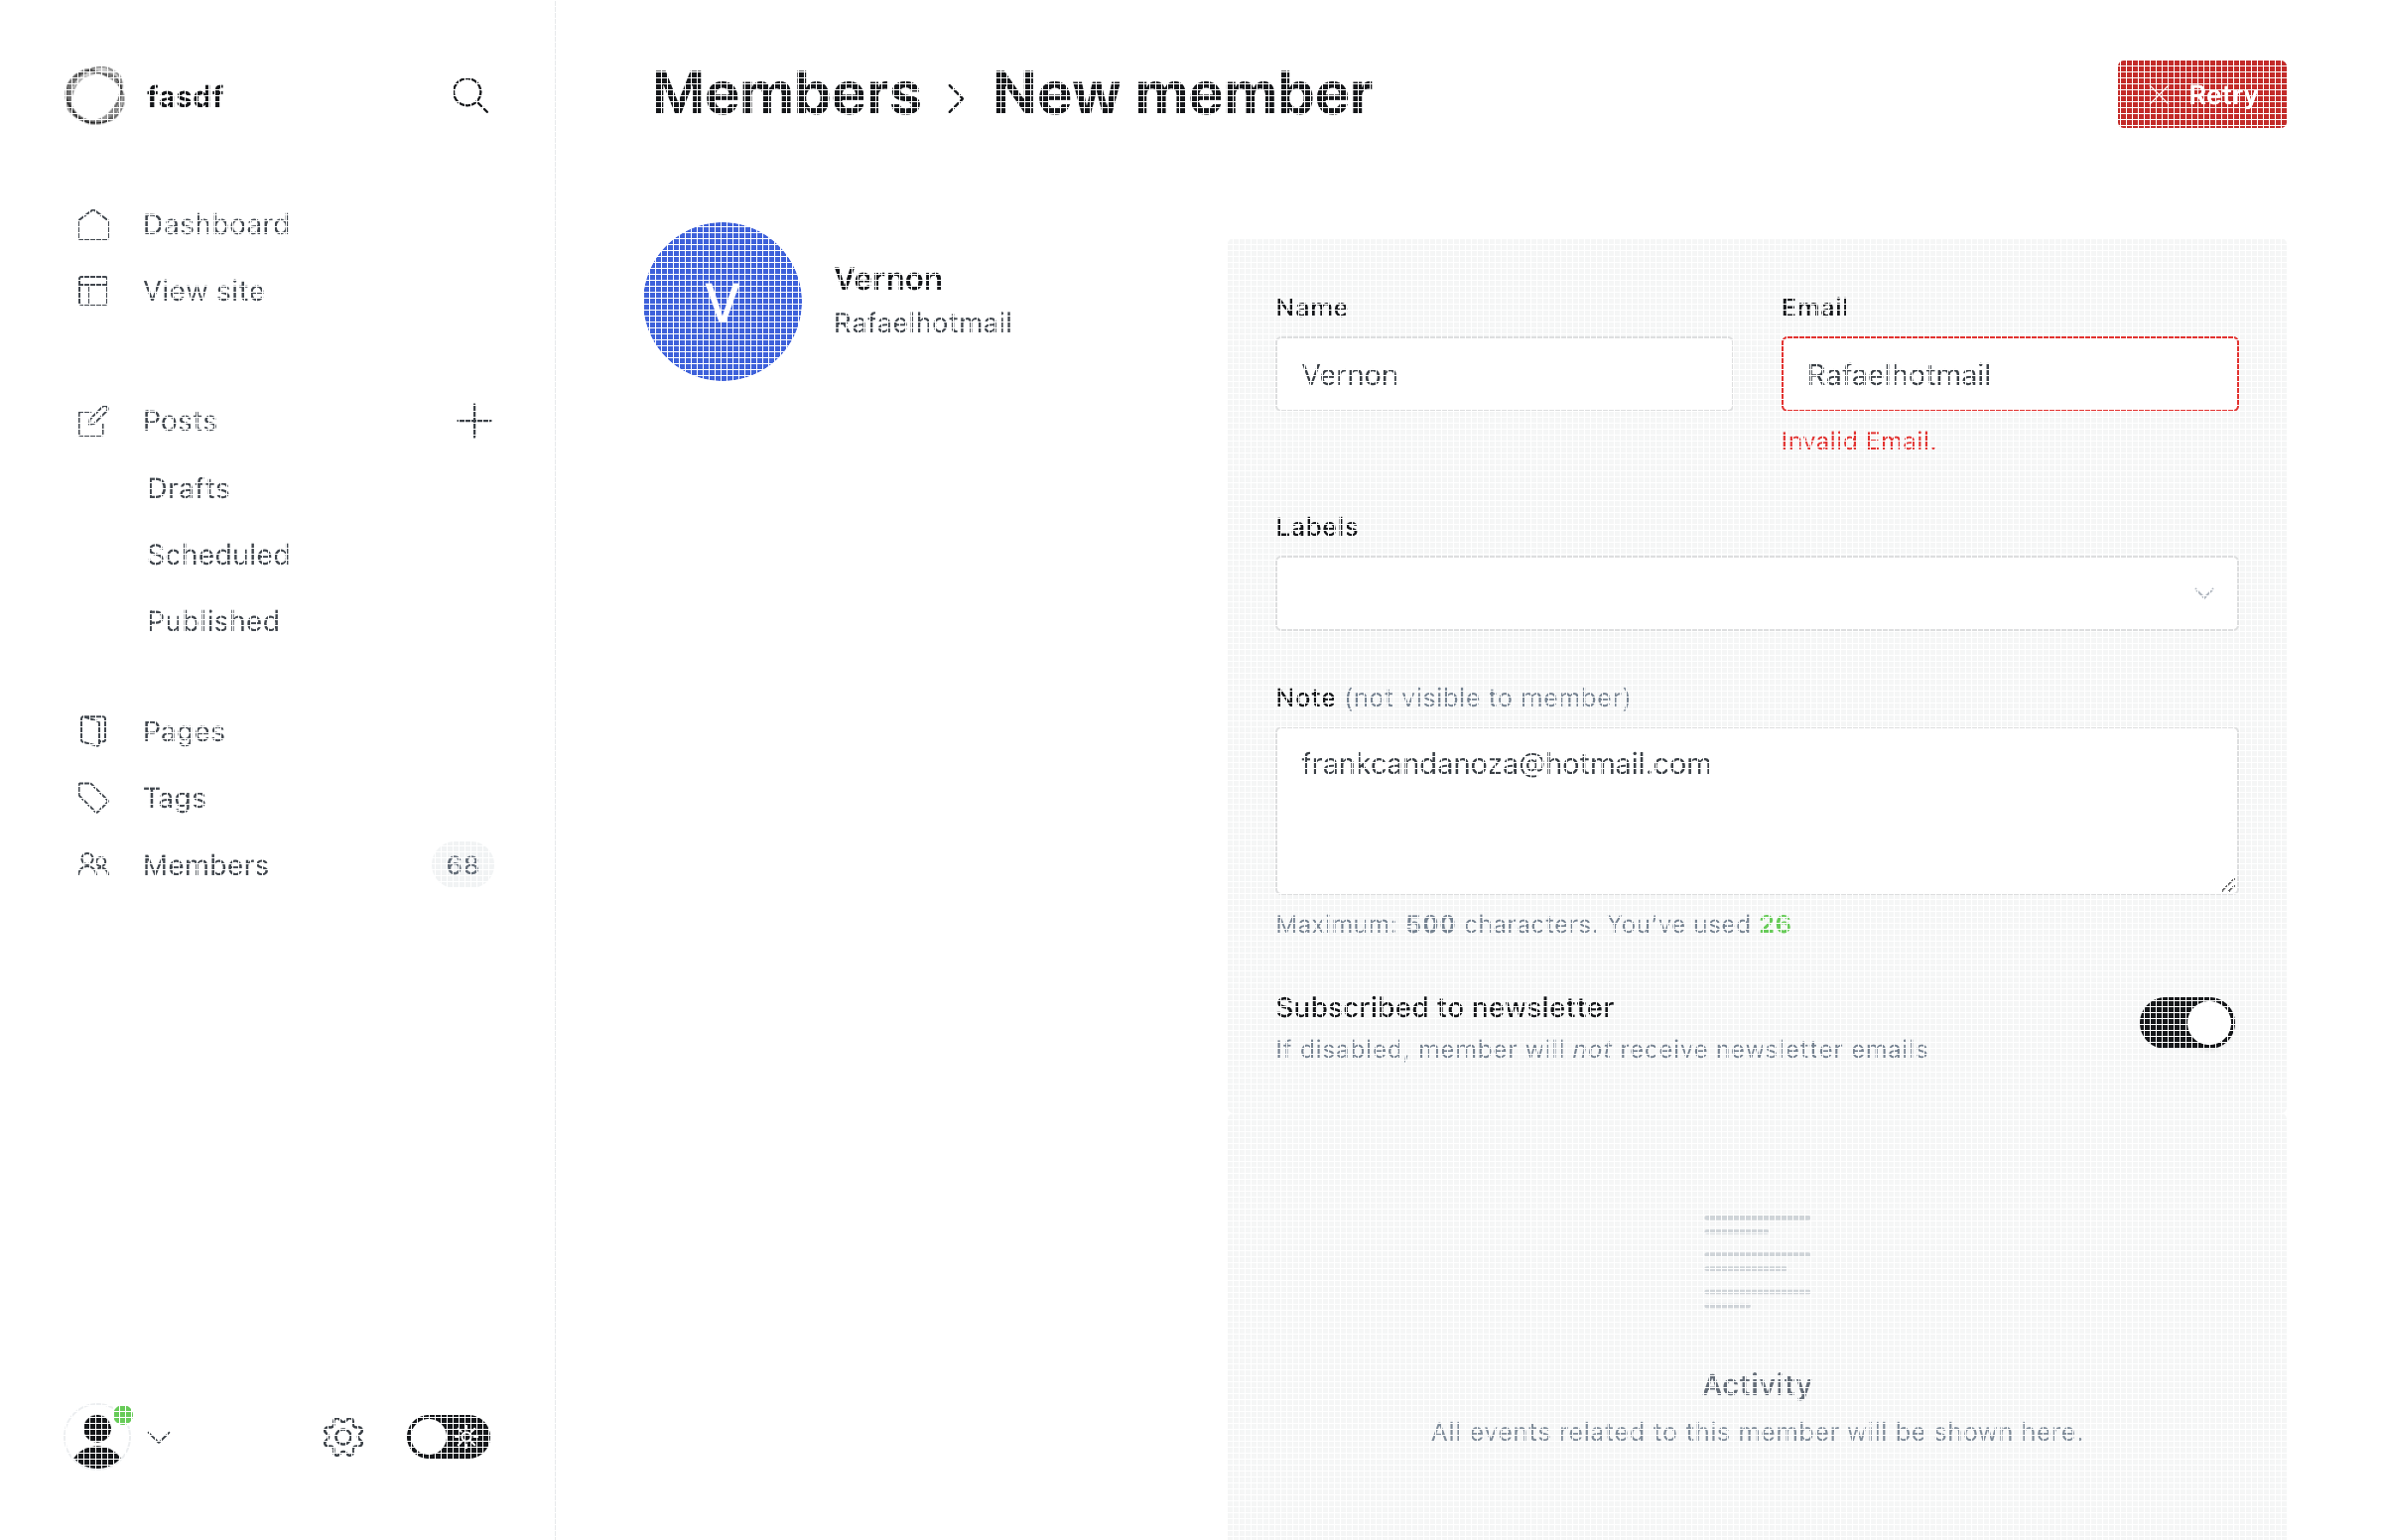 fasdf
Dashboard
View site
Posts
Drafts
Scheduled
Published
Pages
Tags
Members 68
Members > New member
Retry
V
Vernon
Rafaelhotmail
Name
Vernon
Email
Rafaelhotmail
Invalid Email.
Labels
Note (not visible to member)
frankcandanoza@hotmail.com
Maximum: 500 characters. You've used 26
Subscribed to newsletter
If disabled, member will not receive newsletter emails
Activity
All events related to this member will be shown here.